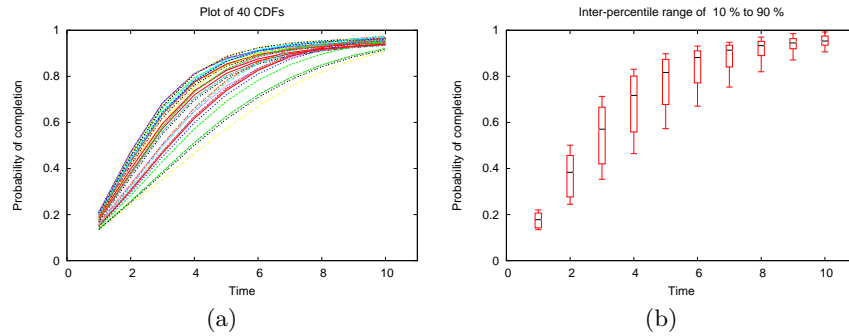 Plot of 40 CDFs
1
0.8
0.6
0.4
0.2
0
0 2 4 6 8 10
Probability of completion
Time
(a)
Inter-percentile range of 10 % to 90 %
1
0.8
0.6
0.4
0.2
0
0 2 4 6 8 10
Probability of completion
Time
(b)